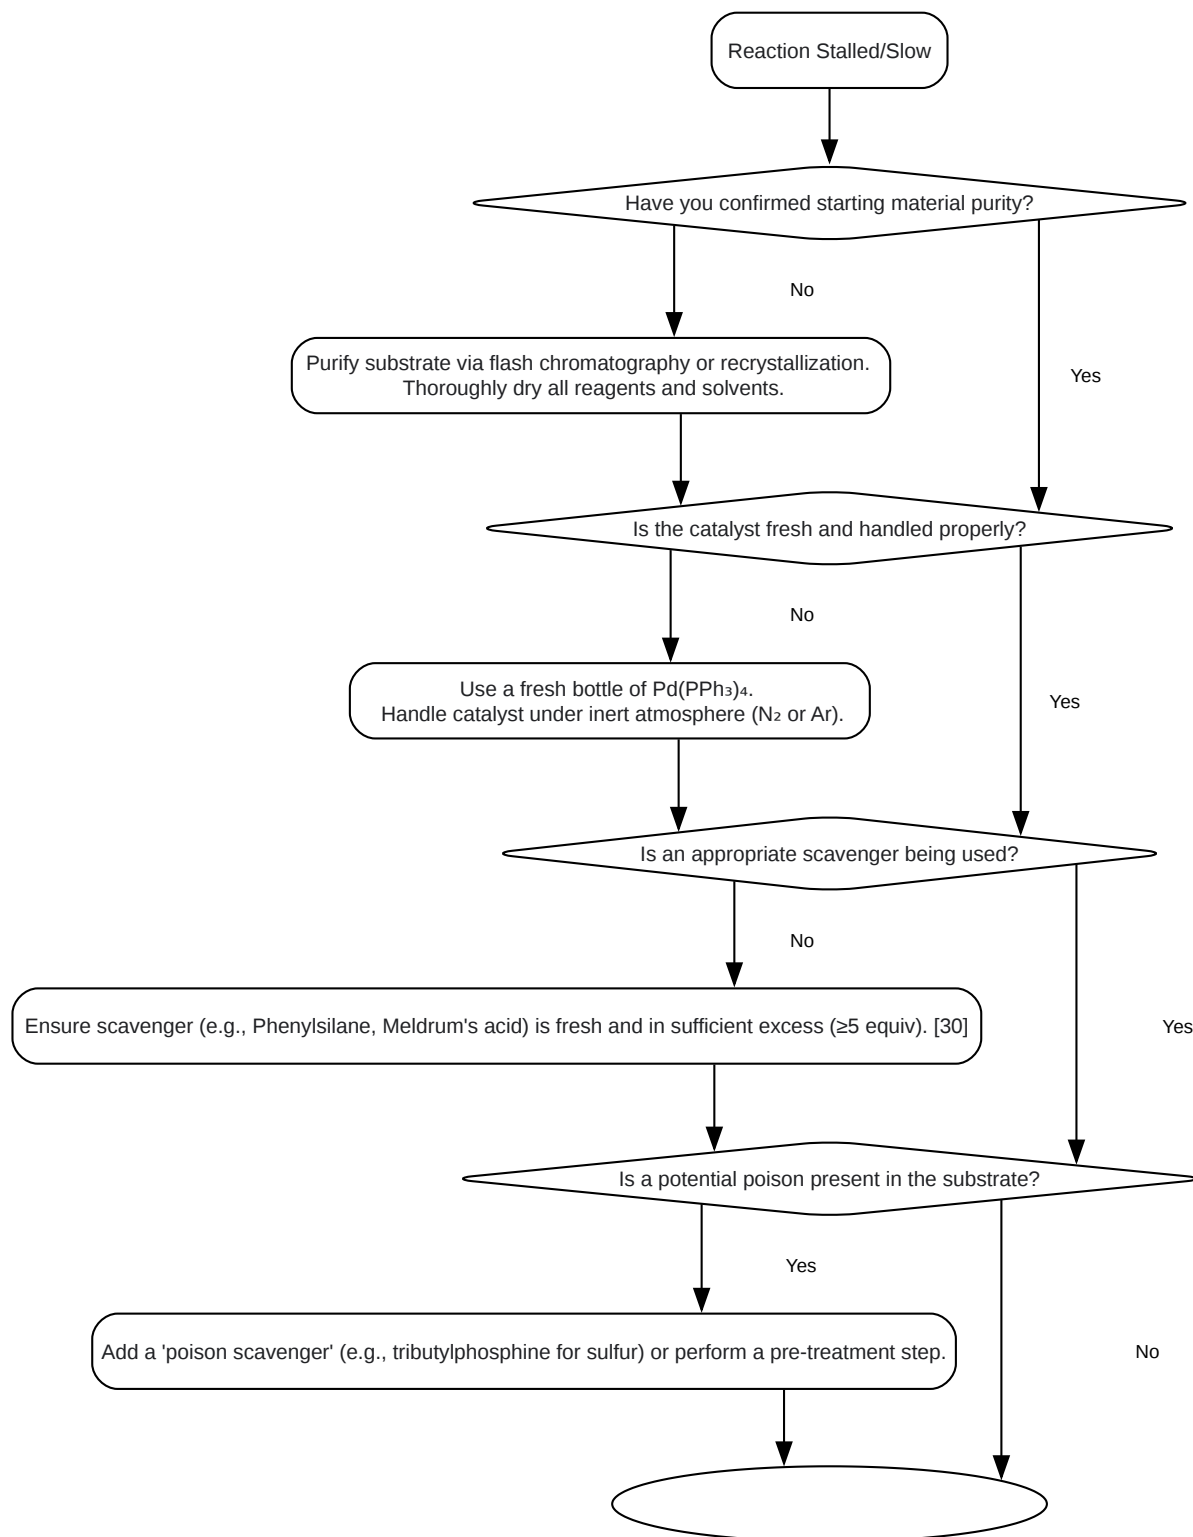 Reaction Stalled/Slow
Have you confirmed starting material purity?
No
Purify substrate via flash chromatography or recrystallization.
Thoroughly dry all reagents and solvents.
Yes
Is the catalyst fresh and handled properly?
No
Use a fresh bottle of Pd(PPh₃)₄.
Handle catalyst under inert atmosphere (N₂ or Ar).
Yes
Is an appropriate scavenger being used?
No
Ensure scavenger (e.g., Phenylsilane, Meldrum's acid) is fresh and in sufficient excess (≥5 equiv). [30]
Yes
Is a potential poison present in the substrate?
Yes
Add a 'poison scavenger' (e.g., tributylphosphine for sulfur) or perform a pre-treatment step.
No